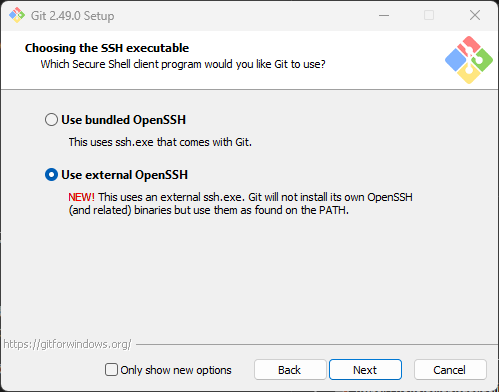 Git 2.49.0 Setup
Choosing the SSH executable
Which Secure Shell client program would you like Git to use?
Use bundled OpenSSH
This uses ssh.exe that comes with Git.
Use external OpenSSH
NEW! This uses an external ssh.exe. Git will not install its own OpenSSH
(and related) binaries but use them as found on the PATH.
https://gitforwindows.org/
Only show new options
Back
Next
Cancel